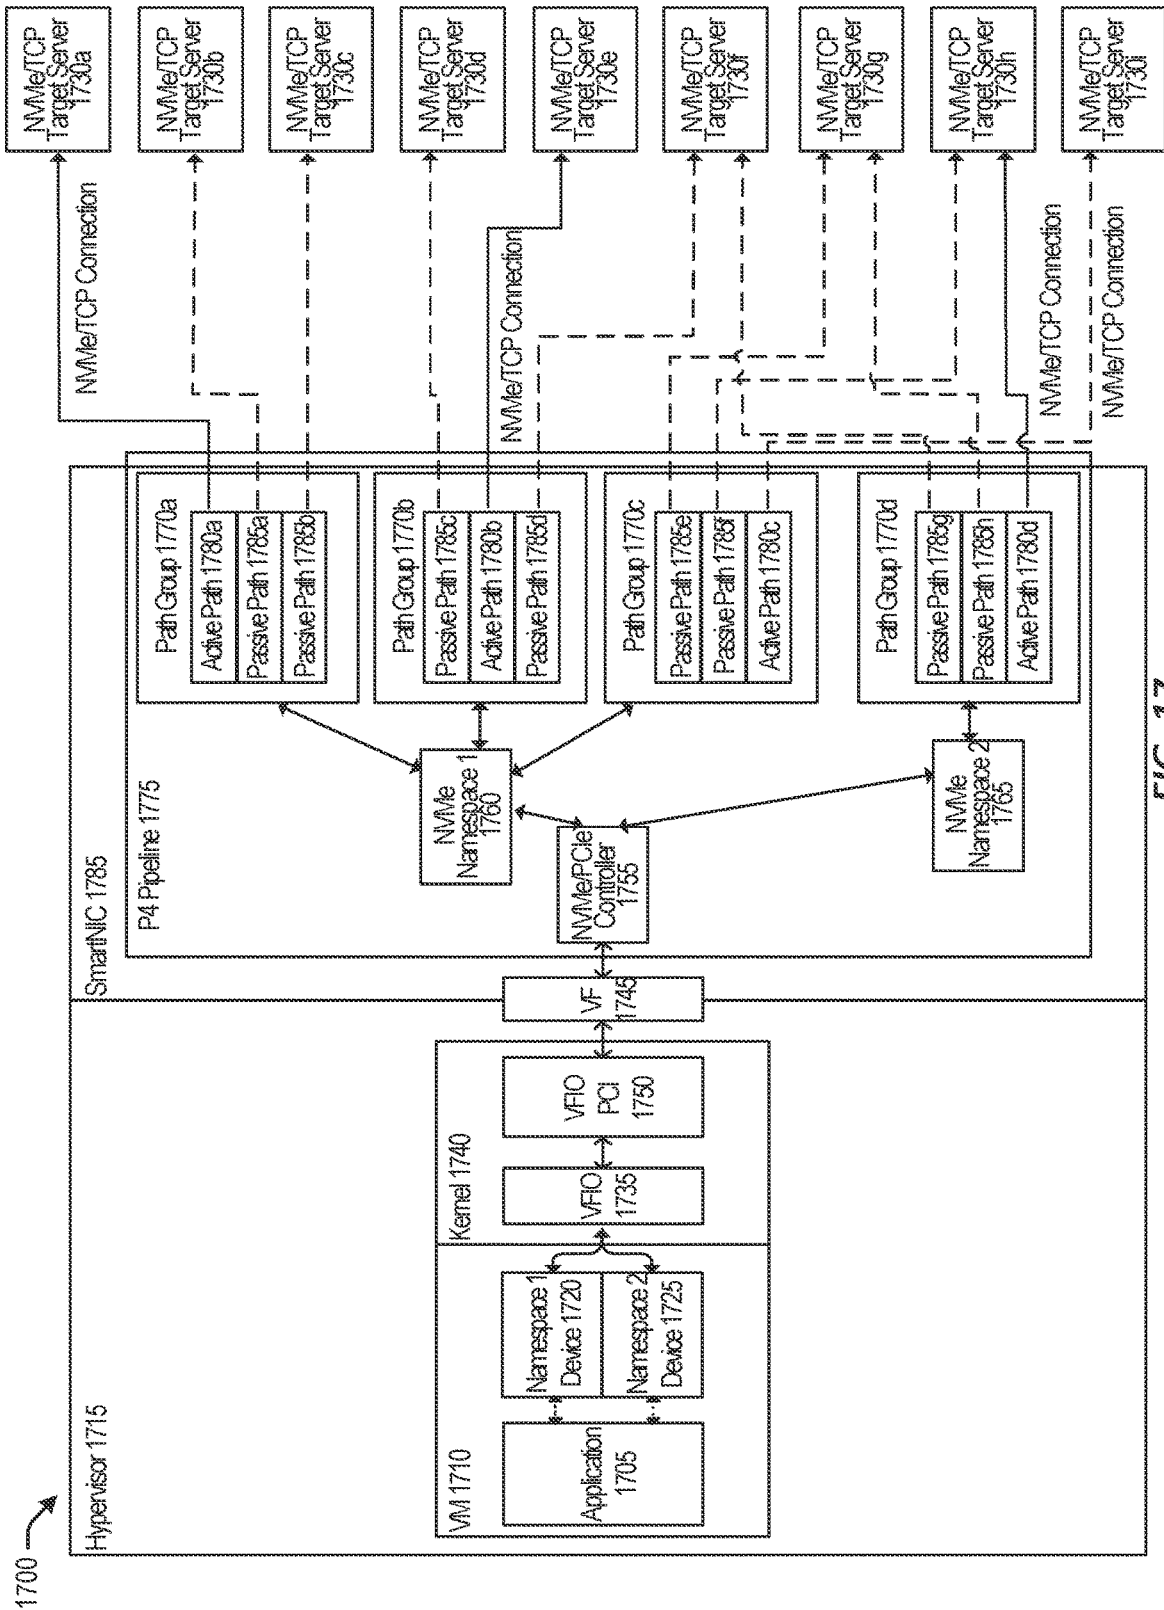 1700
Hypervisor 1715
SmartNIC 1785
P4 Pipeline 1775
VM 1710
Application
1705
Namespace 1
Device 1720
Namespace 2
Device 1725
Kernel 1740
VFIO
1735
VFIO
PCI
1750
VF
1745
NVMe/PCIe
Controller
1755
NVMe
Namespace 1
1760
NVMe
Namespace 2
1765
Path Group 1770a
Active Path 1780a
Passive Path 1785a
Passive Path 1785b
Path Group 1770b
Passive Path 1785c
Active Path 1780b
Passive Path 1785d
Path Group 1770c
Passive Path 1785e
Passive Path 1785f
Active Path 1780c
Path Group 1770d
Passive Path 1785g
Passive Path 1785h
Active Path 1780d
NVMe/TCP Connection
NVMe/TCP Connection
NVMe/TCP Connection
NVMe/TCP Connection
NVMe/TCP
Target Server
1730a
NVMe/TCP
Target Server
1730b
NVMe/TCP
Target Server
1730c
NVMe/TCP
Target Server
1730d
NVMe/TCP
Target Server
1730e
NVMe/TCP
Target Server
1730f
NVMe/TCP
Target Server
1730g
NVMe/TCP
Target Server
1730h
NVMe/TCP
Target Server
1730i